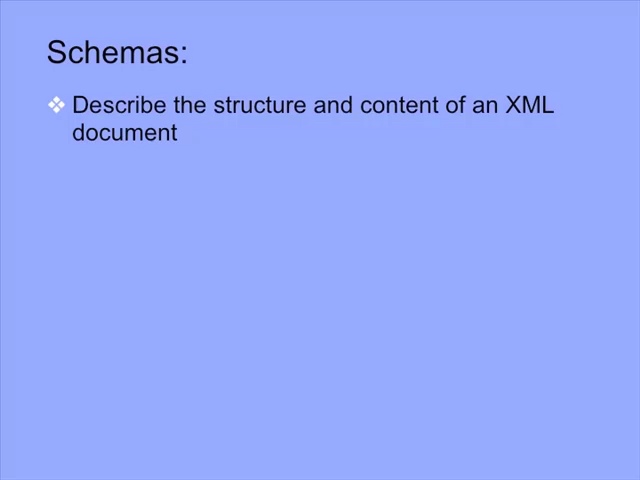 Schemas:
❖ Describe the structure and content of an XML
document